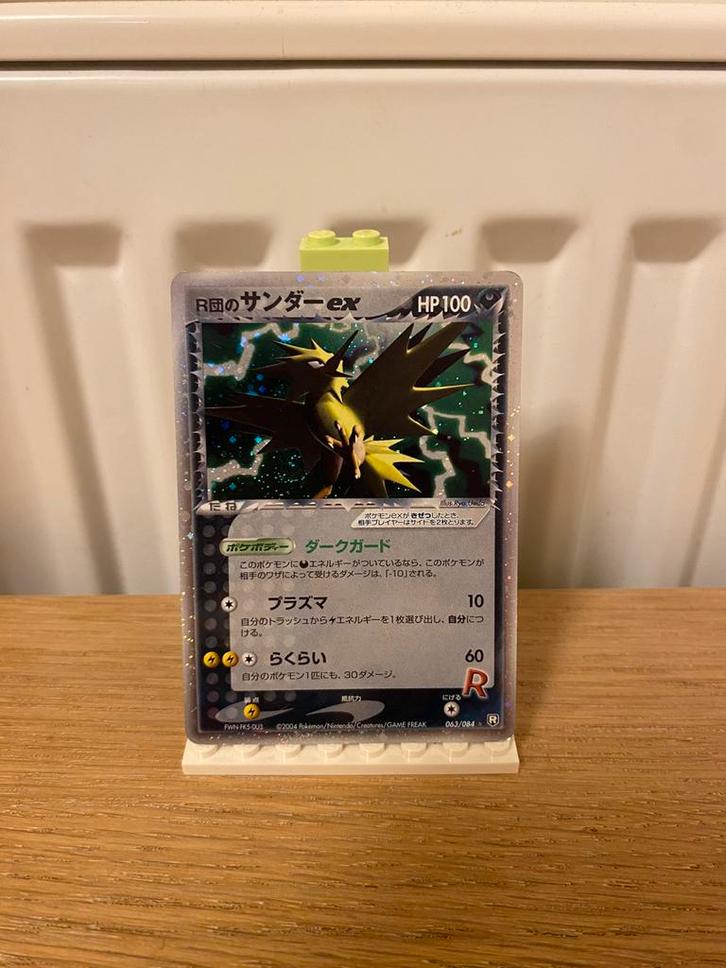 R団のサンダーex HP100
たね
Illus. Ryo Ueda
ポケモンexが きぜつしたとき、
相手プレイヤーはサイドを2枚とります。
ポケボディー ダークガード
このポケモンにエネルギーがついているなら、このポケモンが
相手のワザによって受けるダメージは、「-10」される。
プラズマ 10
自分のトラッシュからエネルギーを1枚選び出し、自分につ
ける。
らくらい 60
自分のポケモン1匹にも、30ダメージ。
R
弱点 抵抗力 にげる
PWN-PK5-003 ©2004 Pokémon/Nintendo/Creatures/GAME FREAK 063/084 R